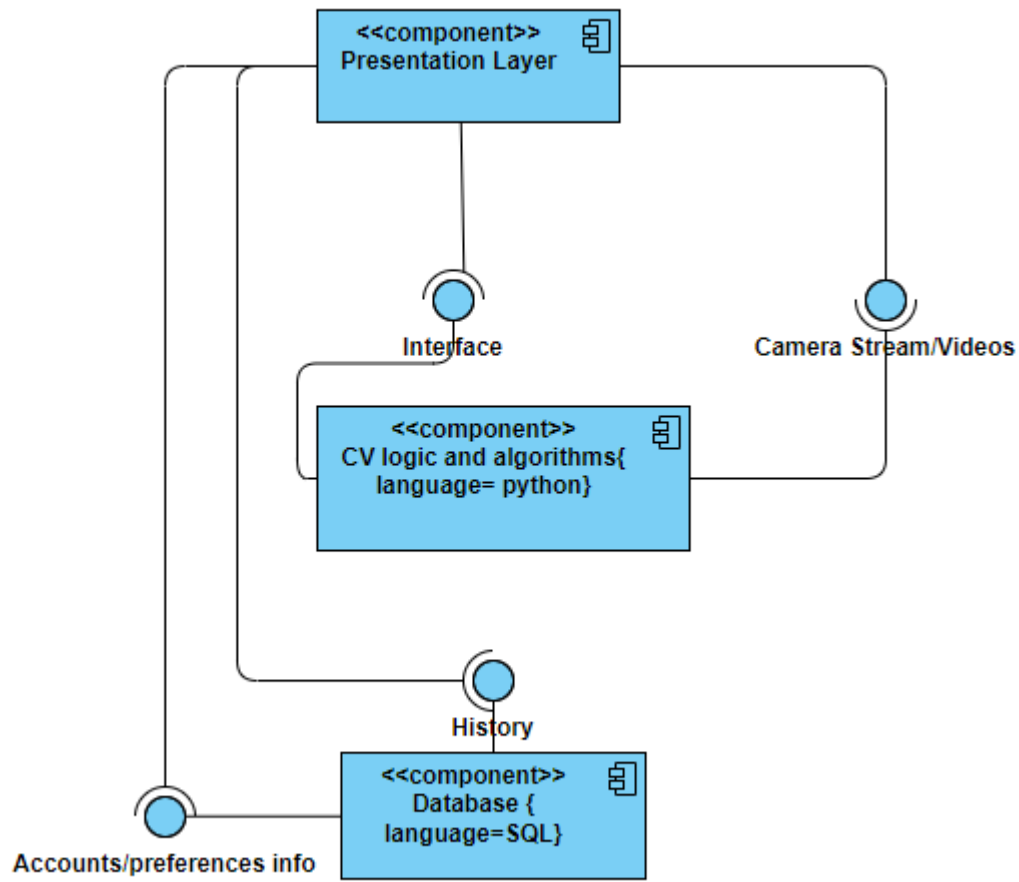 <<component>>
Presentation Layer
Interface
Camera Stream/Videos
<<component>>
CV logic and algorithms{
language= python}
History
<<component>>
Database {
language=SQL}
Accounts/preferences info